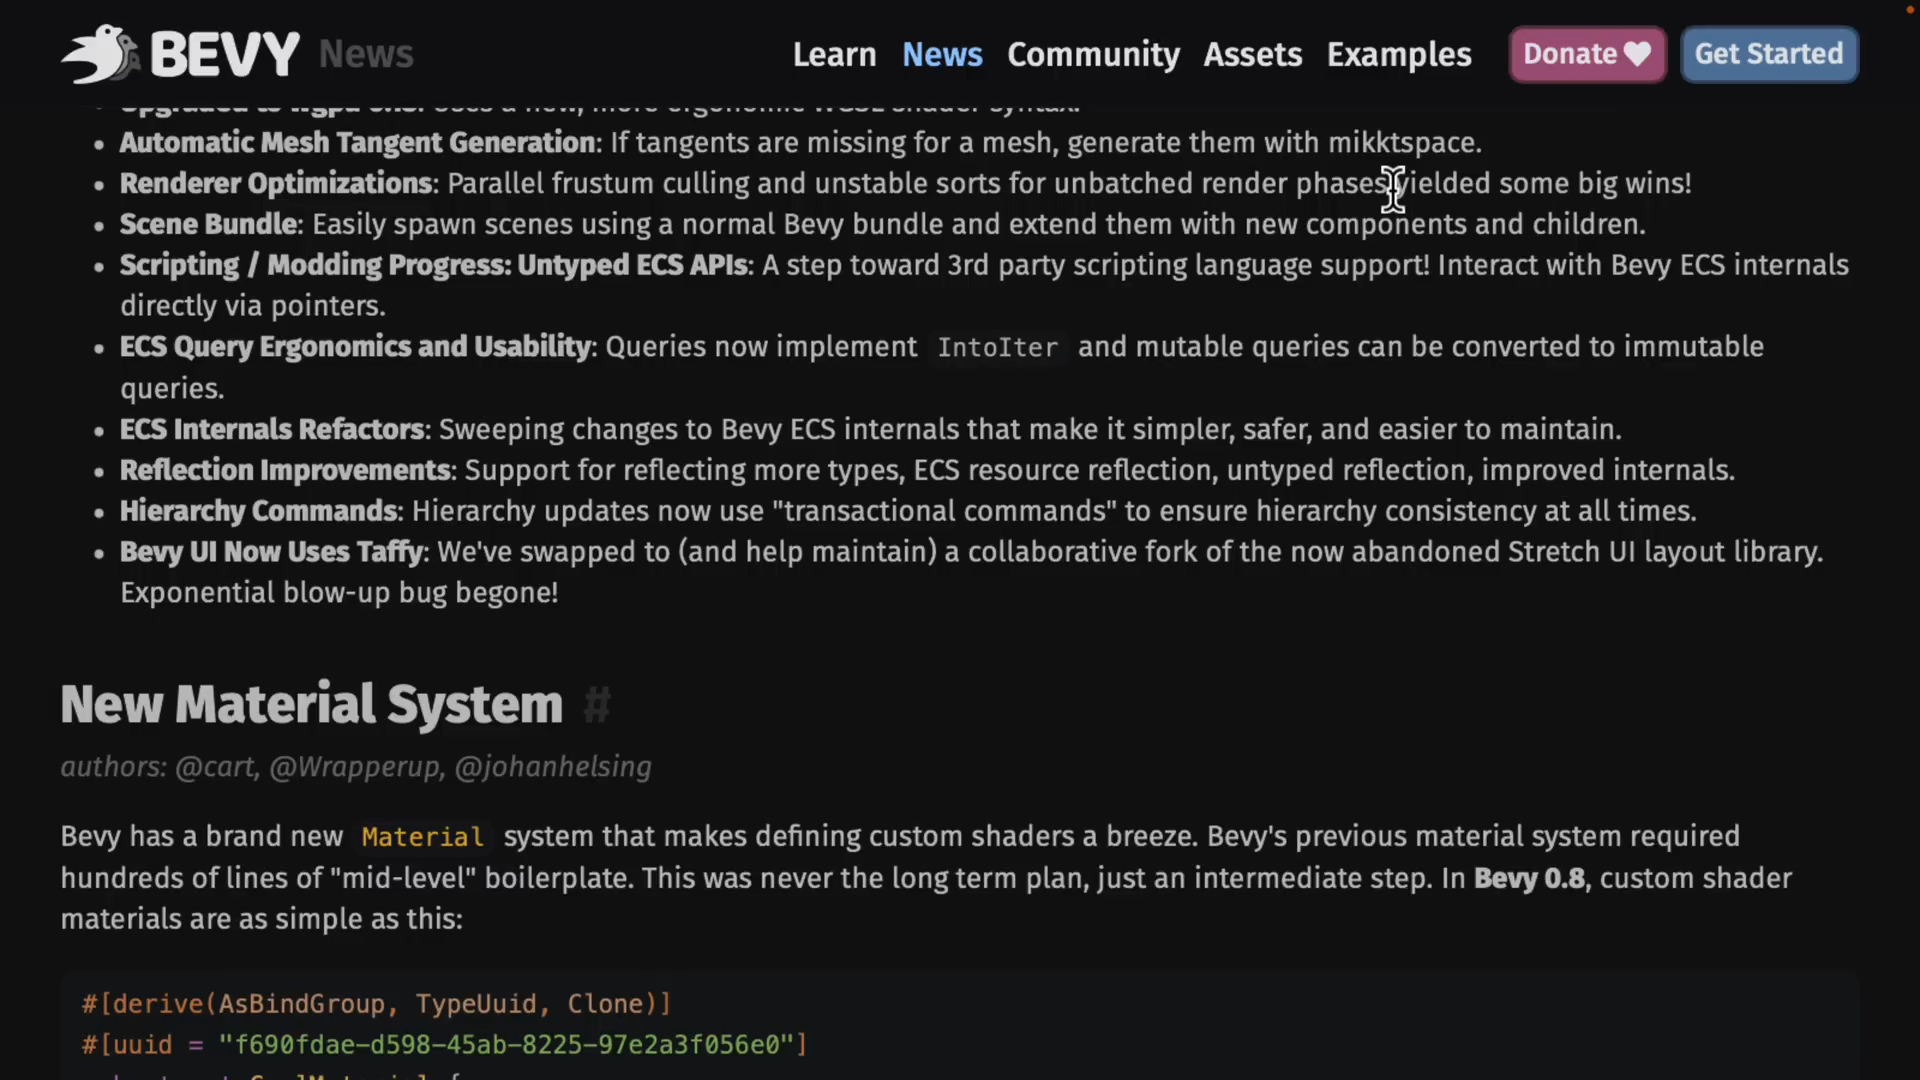 BEVY News Learn News Community Assets Examples Donate Get Started
Upgraded to wgpu 0.13: Uses a new, more ergonomic WGSL shader syntax.
Automatic Mesh Tangent Generation: If tangents are missing for a mesh, generate them with mikktspace.
Renderer Optimizations: Parallel frustum culling and unstable sorts for unbatched render phases yielded some big wins!
Scene Bundle: Easily spawn scenes using a normal Bevy bundle and extend them with new components and children.
Scripting / Modding Progress: Untyped ECS APIs: A step toward 3rd party scripting language support! Interact with Bevy ECS internals
directly via pointers.
ECS Query Ergonomics and Usability: Queries now implement IntoIter and mutable queries can be converted to immutable
queries.
ECS Internals Refactors: Sweeping changes to Bevy ECS internals that make it simpler, safer, and easier to maintain.
Reflection Improvements: Support for reflecting more types, ECS resource reflection, untyped reflection, improved internals.
Hierarchy Commands: Hierarchy updates now use "transactional commands" to ensure hierarchy consistency at all times.
Bevy UI Now Uses Taffy: We've swapped to (and help maintain) a collaborative fork of the now abandoned Stretch UI layout library.
Exponential blow-up bug begone!
New Material System #
authors: @cart, @Wrapperup, @johanhelsing
Bevy has a brand new Material system that makes defining custom shaders a breeze. Bevy's previous material system required
hundreds of lines of "mid-level" boilerplate. This was never the long term plan, just an intermediate step. In Bevy 0.8, custom shader
materials are as simple as this:
#[derive(AsBindGroup, TypeUuid, Clone)]
#[uuid = "f690fdae-d598-45ab-8225-97e2a3f056e0"]